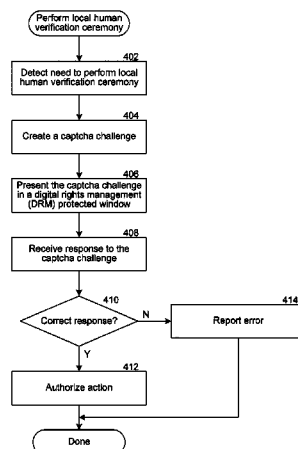 Perform local human
verification ceremony
402
Detect need to perform local
human verification ceremony
404
Create a captcha challenge
406
Present the captcha challenge
in a digital rights management
(DRM) protected window
408
Receive response to the
captcha challenge
410
Correct response?
N
414
Report error
Y
412
Authorize action
Done